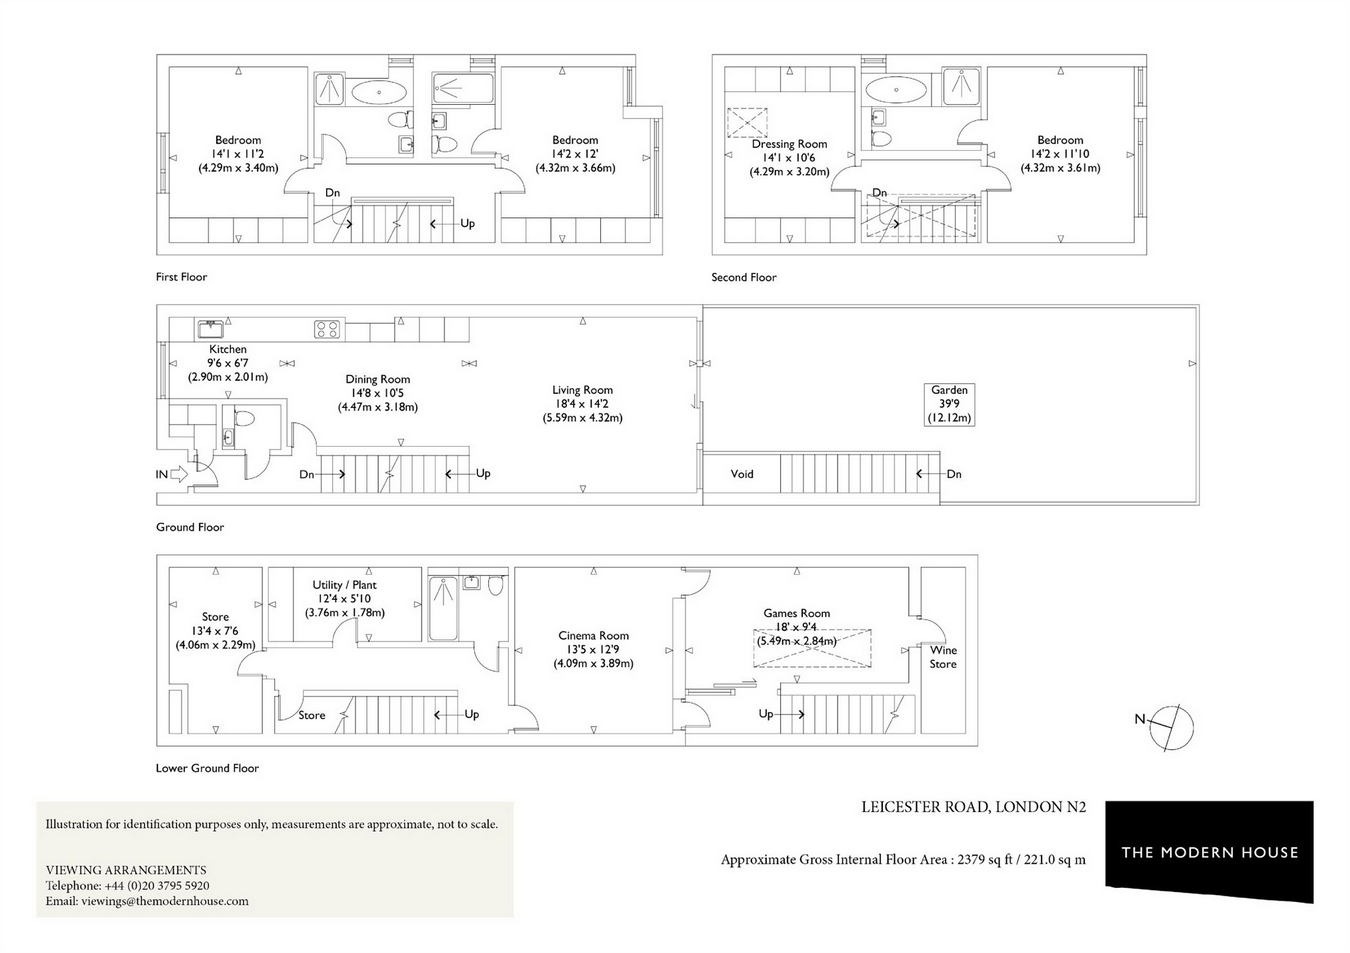 Bedroom
14'1 x 11'2
(4.29m x 3.40m)
Dn
Up
Bedroom
14'2 x 12'
(4.32m x 3.66m)
First Floor
Dressing Room
14'1 x 10'6
(4.29m x 3.20m)
Dn
Bedroom
14'2 x 11'10
(4.32m x 3.61m)
Second Floor
Kitchen
9'6 x 6'7
(2.90m x 2.01m)
Dining Room
14'8 x 10'5
(4.47m x 3.18m)
Living Room
18'4 x 14'2
(5.59m x 4.32m)
Garden
39'9
(12.12m)
IN
Dn
Up
Void
Dn
Ground Floor
Store
13'4 x 7'6
(4.06m x 2.29m)
Utility / Plant
12'4 x 5'10
(3.76m x 1.78m)
Cinema Room
13'5 x 12'9
(4.09m x 3.89m)
Games Room
18' x 9'4
(5.49m x 2.84m)
Wine
Store
Store
Up
Up
Lower Ground Floor
N
Illustration for identification purposes only, measurements are approximate, not to scale.
VIEWING ARRANGEMENTS
Telephone: +44 (0)20 3795 5920
Email: viewings@themodernhouse.com
LEICESTER ROAD, LONDON N2
Approximate Gross Internal Floor Area : 2379 sq ft / 221.0 sq m
THE MODERN HOUSE